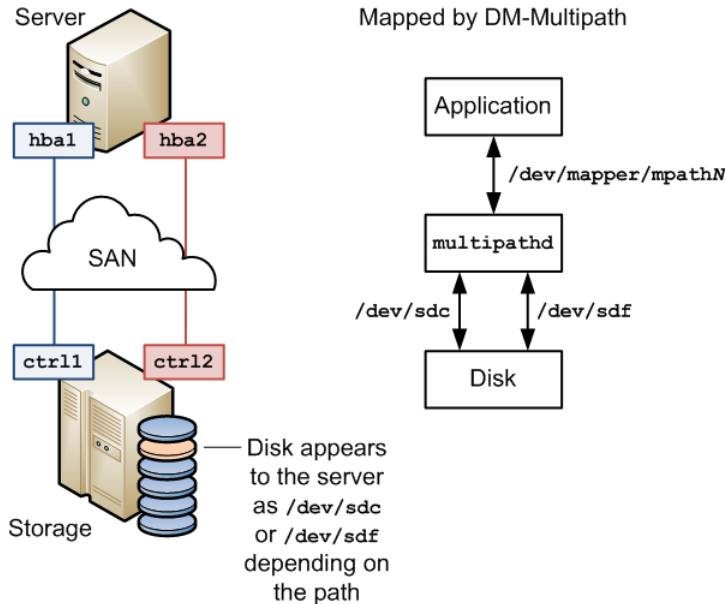 Server
hba1
hba2
SAN
ctrl1
ctrl2
Storage
Disk appears
to the server
as /dev/sdc
or /dev/sdf
depending on
the path
Mapped by DM-Multipath
Application
/dev/mapper/mpathN
multipathd
/dev/sdc
/dev/sdf
Disk